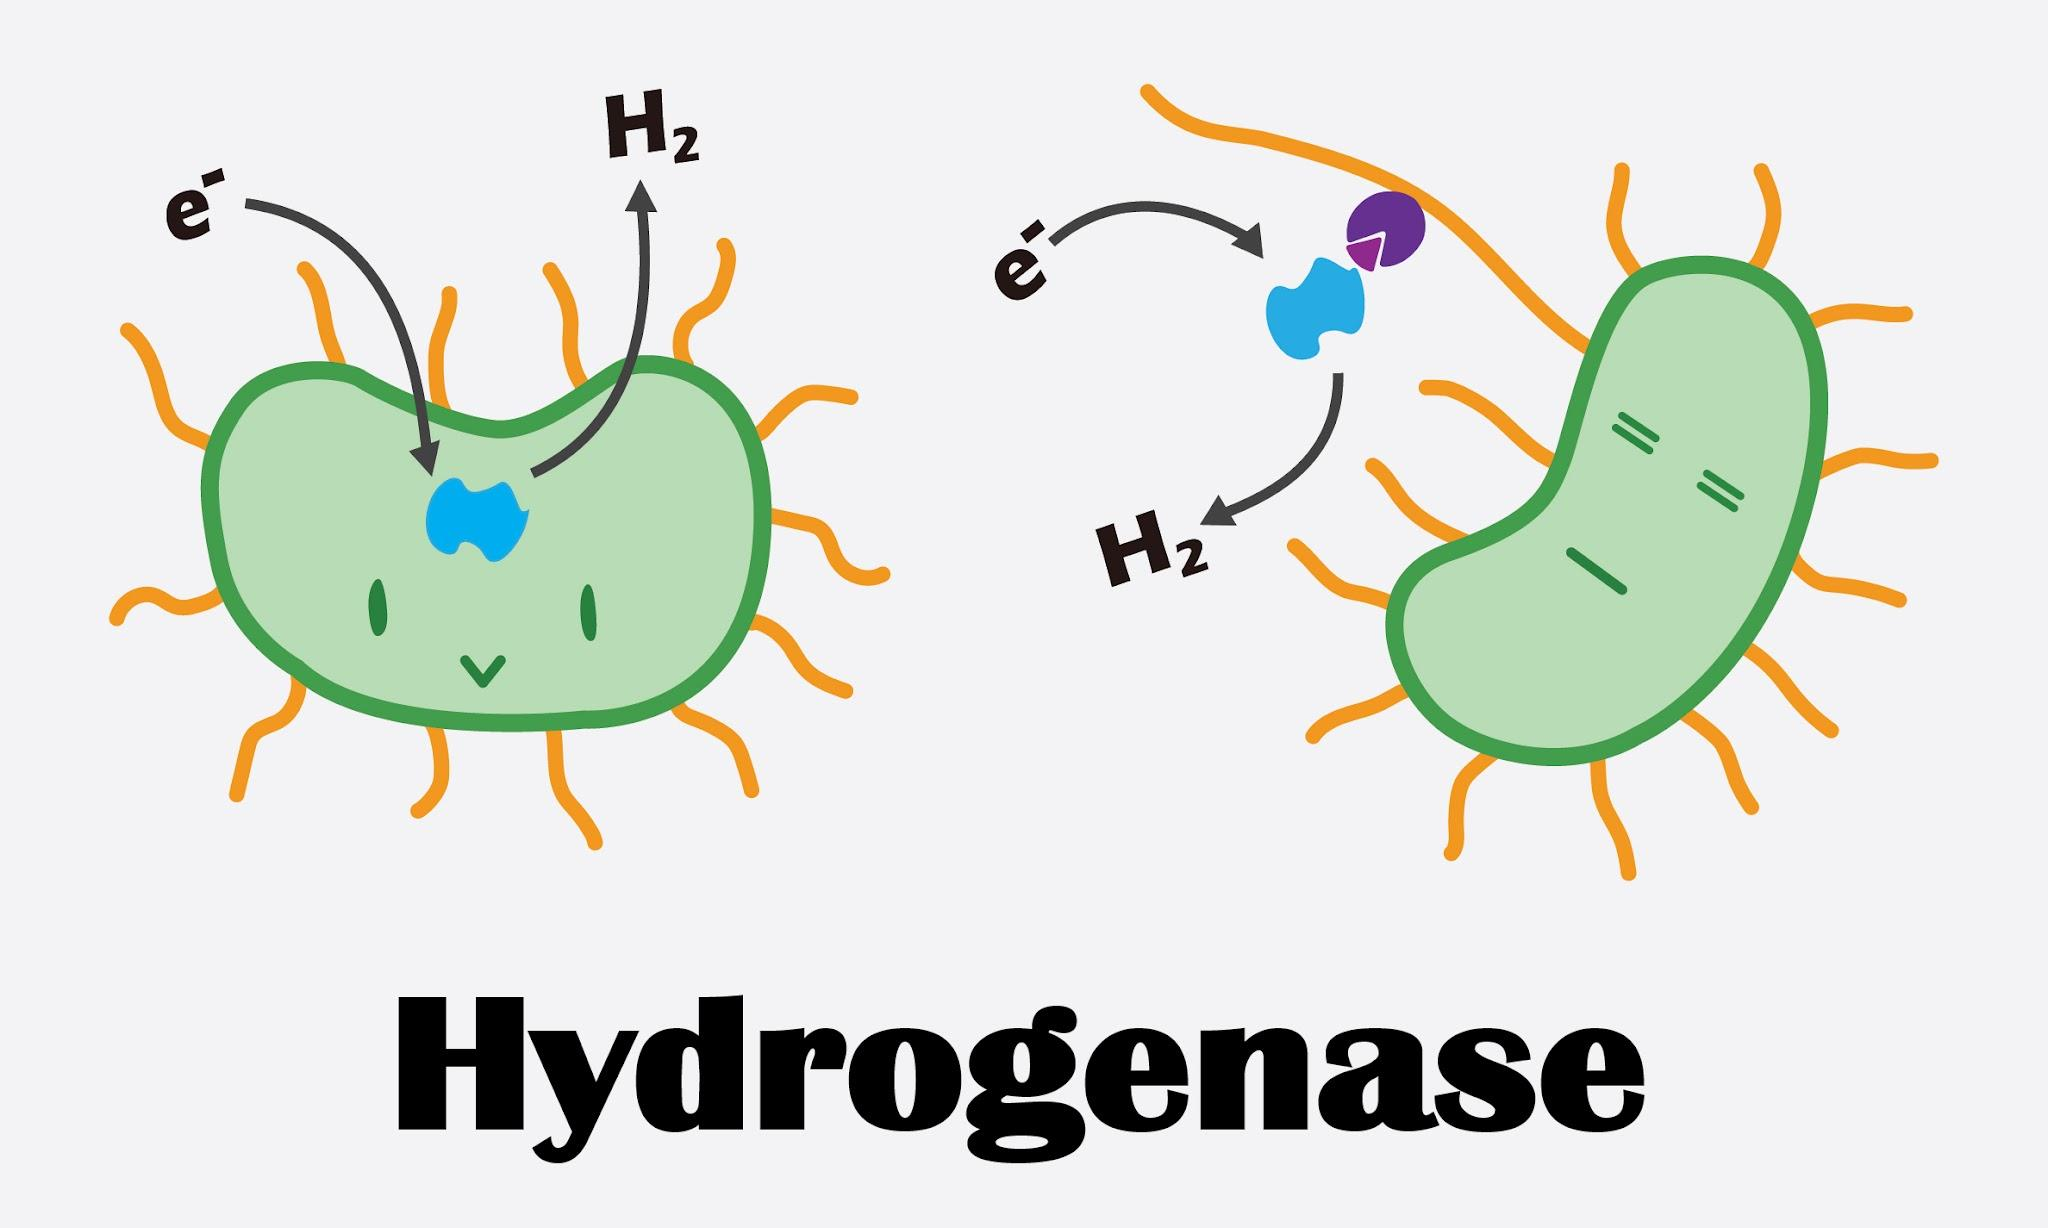 e⁻
H₂
e⁻
H₂
Hydrogenase